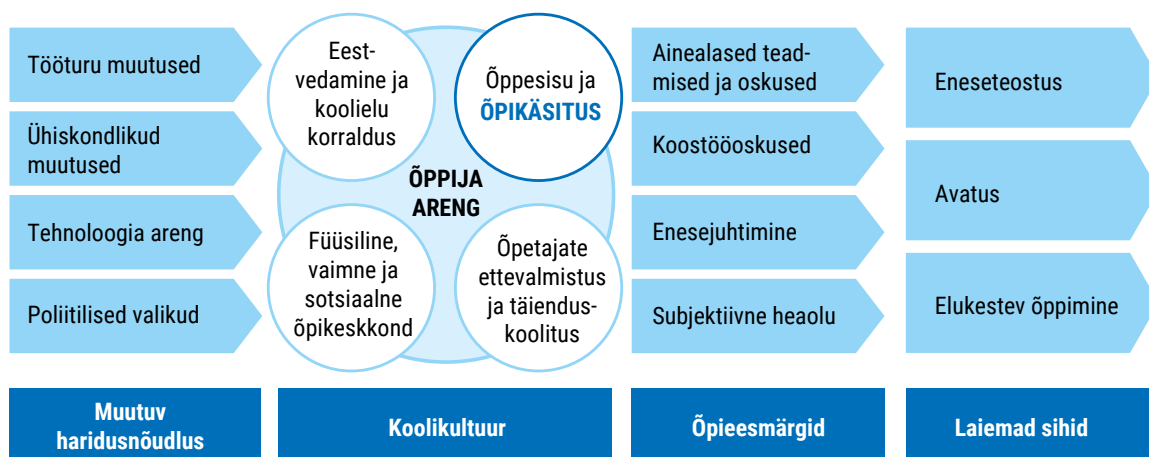 Tööturu muutused
Ühiskondlikud
muutused
Tehnoloogia areng
Poliitilised valikud
Eest-
vedamine ja
koolielu
korraldus
Õppesisu ja
ÕPIKÄSITUS
ÕPPIJA
ARENG
Füüsiline,
vaimne ja
sotsiaalne
õpikeskkond
Õpetajate
ettevalmistus
ja täiendus-
koolitus
Ainealased tead-
mised ja oskused
Koostööoskused
Enesejuhtimine
Subjektiivne heaolu
Eneseteostus
Avatus
Elukestev õppimine
Muutuv
haridusnõudlus
Koolikultuur
Õpieesmärgid
Laiemad sihid